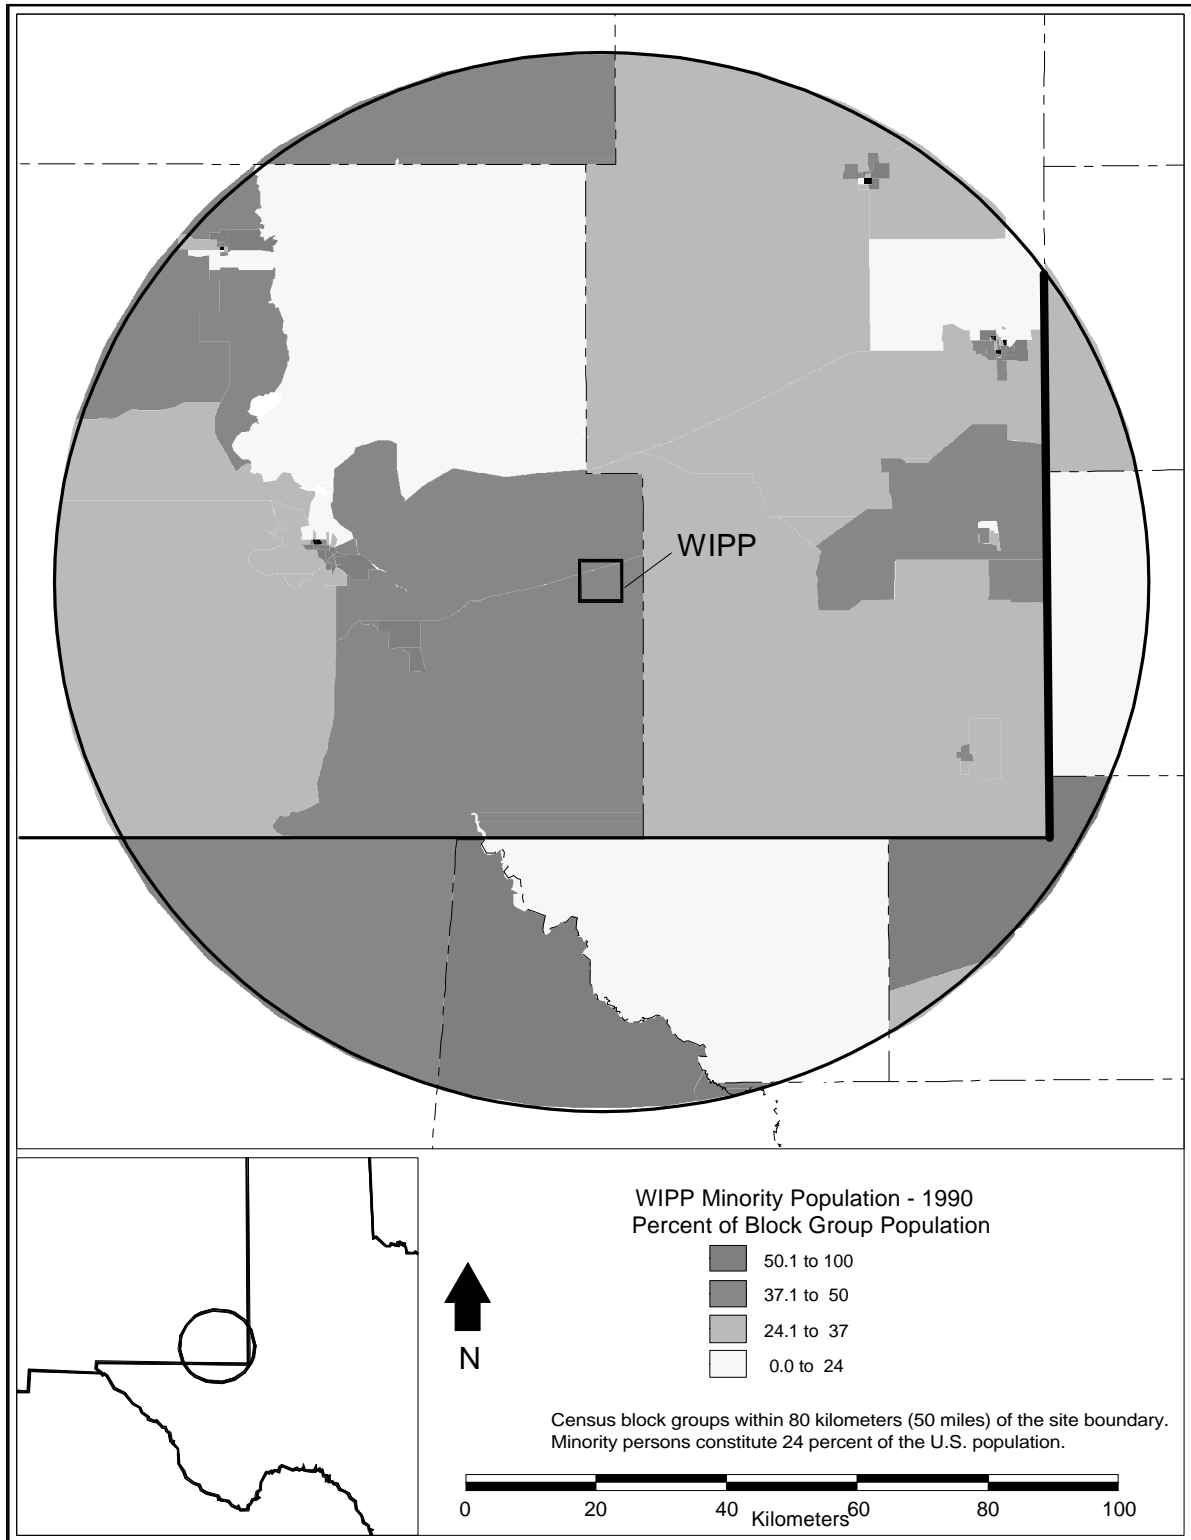 WIPP
WIPP Minority Population - 1990
Percent of Block Group Population
50.1 to 100
37.1 to 50
24.1 to 37
0.0 to 24
N
Census block groups within 80 kilometers (50 miles) of the site boundary.
Minority persons constitute 24 percent of the U.S. population.
0 20 40 60 80 100
Kilometers